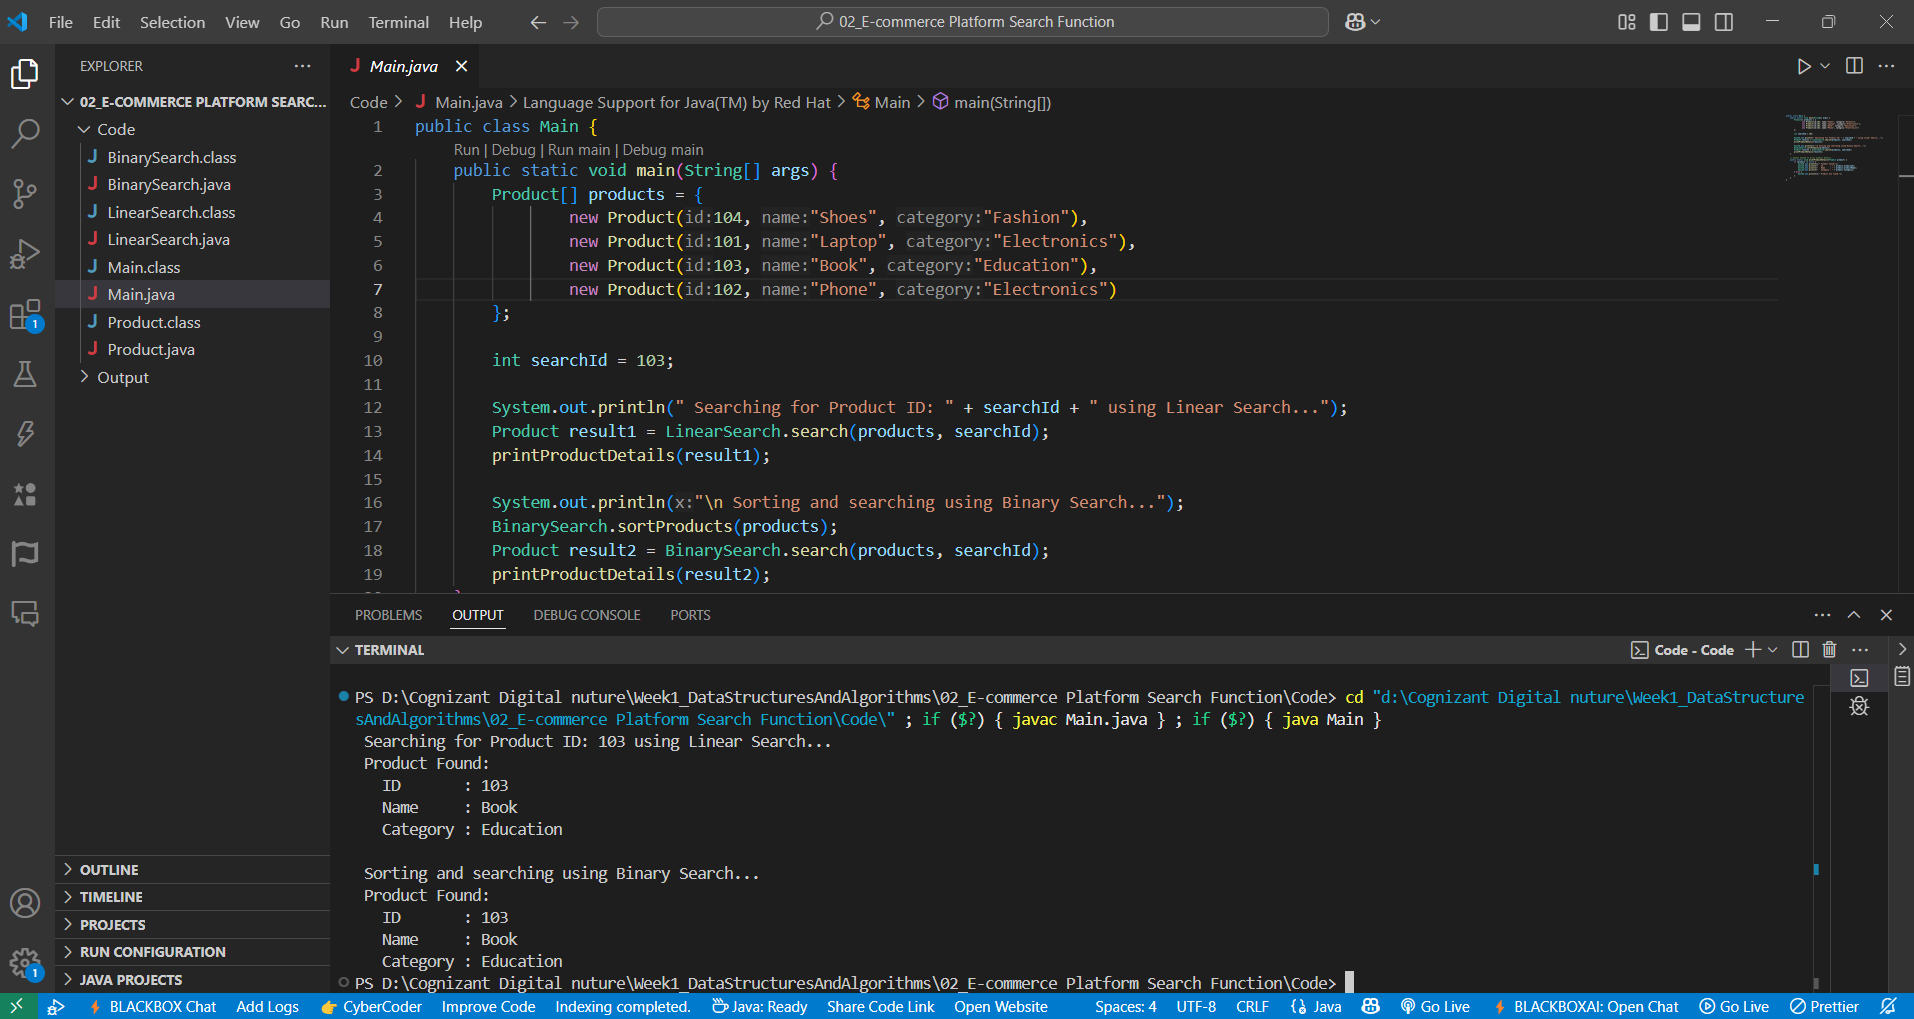 File Edit Selection View Go Run Terminal Help
02_E-commerce Platform Search Function
EXPLORER
02_E-COMMERCE PLATFORM SEARC...
Code
BinarySearch.class
BinarySearch.java
LinearSearch.class
LinearSearch.java
Main.class
Main.java
Product.class
Product.java
Output
OUTLINE
TIMELINE
PROJECTS
RUN CONFIGURATION
JAVA PROJECTS
1
1
Main.java
Code > Main.java > Language Support for Java(TM) by Red Hat > Main > main(String[])
1 public class Main {
Run | Debug | Run main | Debug main
2 public static void main(String[] args) {
3 Product[] products = {
4 new Product(id:104, name:"Shoes", category:"Fashion"),
5 new Product(id:101, name:"Laptop", category:"Electronics"),
6 new Product(id:103, name:"Book", category:"Education"),
7 new Product(id:102, name:"Phone", category:"Electronics")
8 };
9
10 int searchId = 103;
11
12 System.out.println(" Searching for Product ID: " + searchId + " using Linear Search...");
13 Product result1 = LinearSearch.search(products, searchId);
14 printProductDetails(result1);
15
16 System.out.println(x:"\n Sorting and searching using Binary Search...");
17 BinarySearch.sortProducts(products);
18 Product result2 = BinarySearch.search(products, searchId);
19 printProductDetails(result2);
PROBLEMS OUTPUT DEBUG CONSOLE PORTS
TERMINAL
Code - Code
PS D:\Cognizant Digital nuture\Week1_DataStructuresAndAlgorithms\02_E-commerce Platform Search Function\Code> cd "d:\Cognizant Digital nuture\Week1_DataStructure
sAndAlgorithms\02_E-commerce Platform Search Function\Code\" ; if ($?) { javac Main.java } ; if ($?) { java Main }
Searching for Product ID: 103 using Linear Search...
Product Found:
ID : 103
Name : Book
Category : Education
Sorting and searching using Binary Search...
Product Found:
ID : 103
Name : Book
Category : Education
PS D:\Cognizant Digital nuture\Week1_DataStructuresAndAlgorithms\02_E-commerce Platform Search Function\Code>
BLACKBOX Chat Add Logs CyberCoder Improve Code Indexing completed. Java: Ready Share Code Link Open Website Spaces: 4 UTF-8 CRLF {} Java Go Live BLACKBOXAI: Open Chat Go Live Prettier